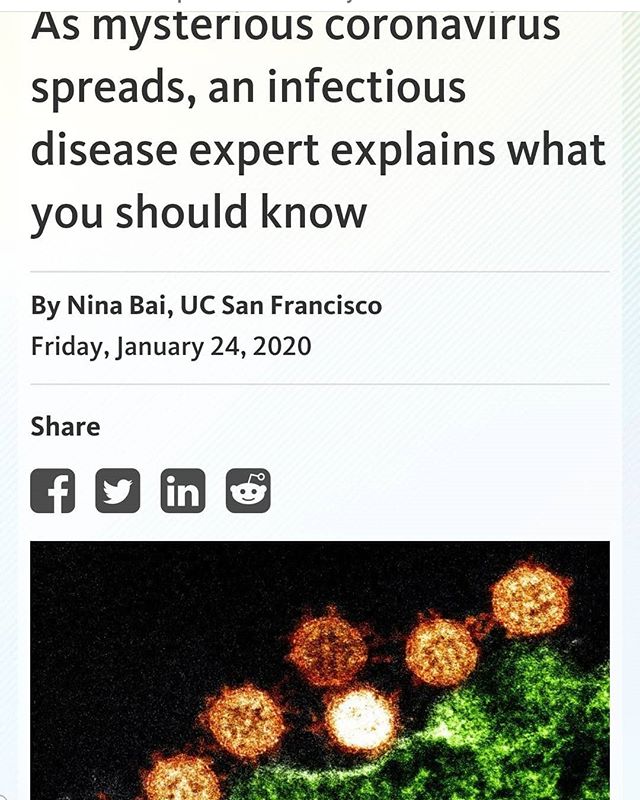 As mysterious coronavirus
spreads, an infectious
disease expert explains what
you should know
By Nina Bai, UC San Francisco
Friday, January 24, 2020
Share